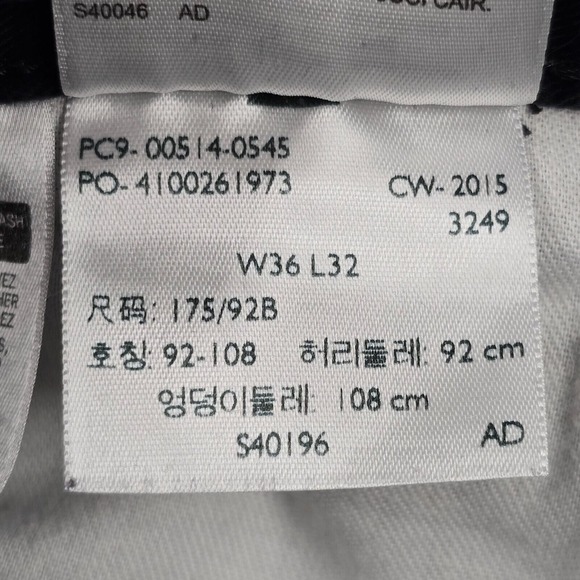 S40046 AD
PC9-00514-0545
PO-4100261973 CW-2015
3249
W36 L32
尺码: 175/92B
호칭: 92-108 허리둘레: 92 cm
엉덩이둘레: 108 cm
S40196 AD